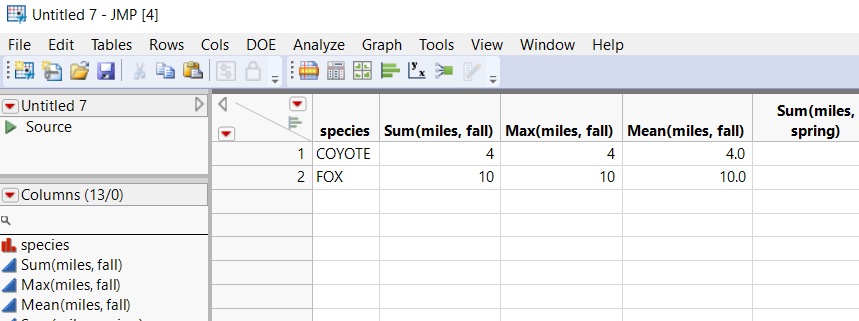 Untitled 7 - JMP [4]
File Edit Tables Rows Cols DOE Analyze Graph Tools View Window Help
Untitled 7
Source
Columns (13/0)
species
Sum(miles, fall)
Max(miles, fall)
Mean(miles, fall)
species Sum(miles, fall) Max(miles, fall) Mean(miles, fall) Sum(miles,
spring)
1 COYOTE 4 4 4.0
2 FOX 10 10 10.0